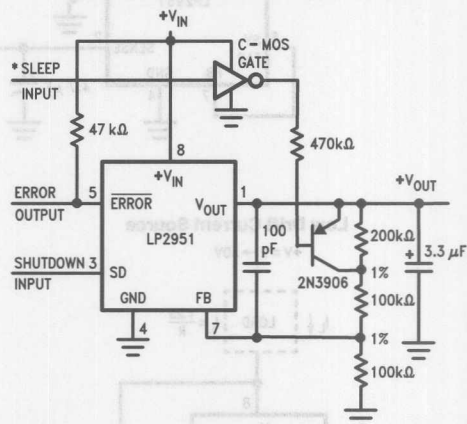 +VIN
C-MOS
GATE
* SLEEP
INPUT
47 kΩ
470kΩ
8
+VIN
ERROR
OUTPUT
5
ERROR
VOUT
1
+VOUT
LP2951
100
pF
200kΩ
3.3 µF
+
SHUTDOWN
INPUT
3
SD
2N3906
1%
100kΩ
GND
FB
4
7
1%
100kΩ